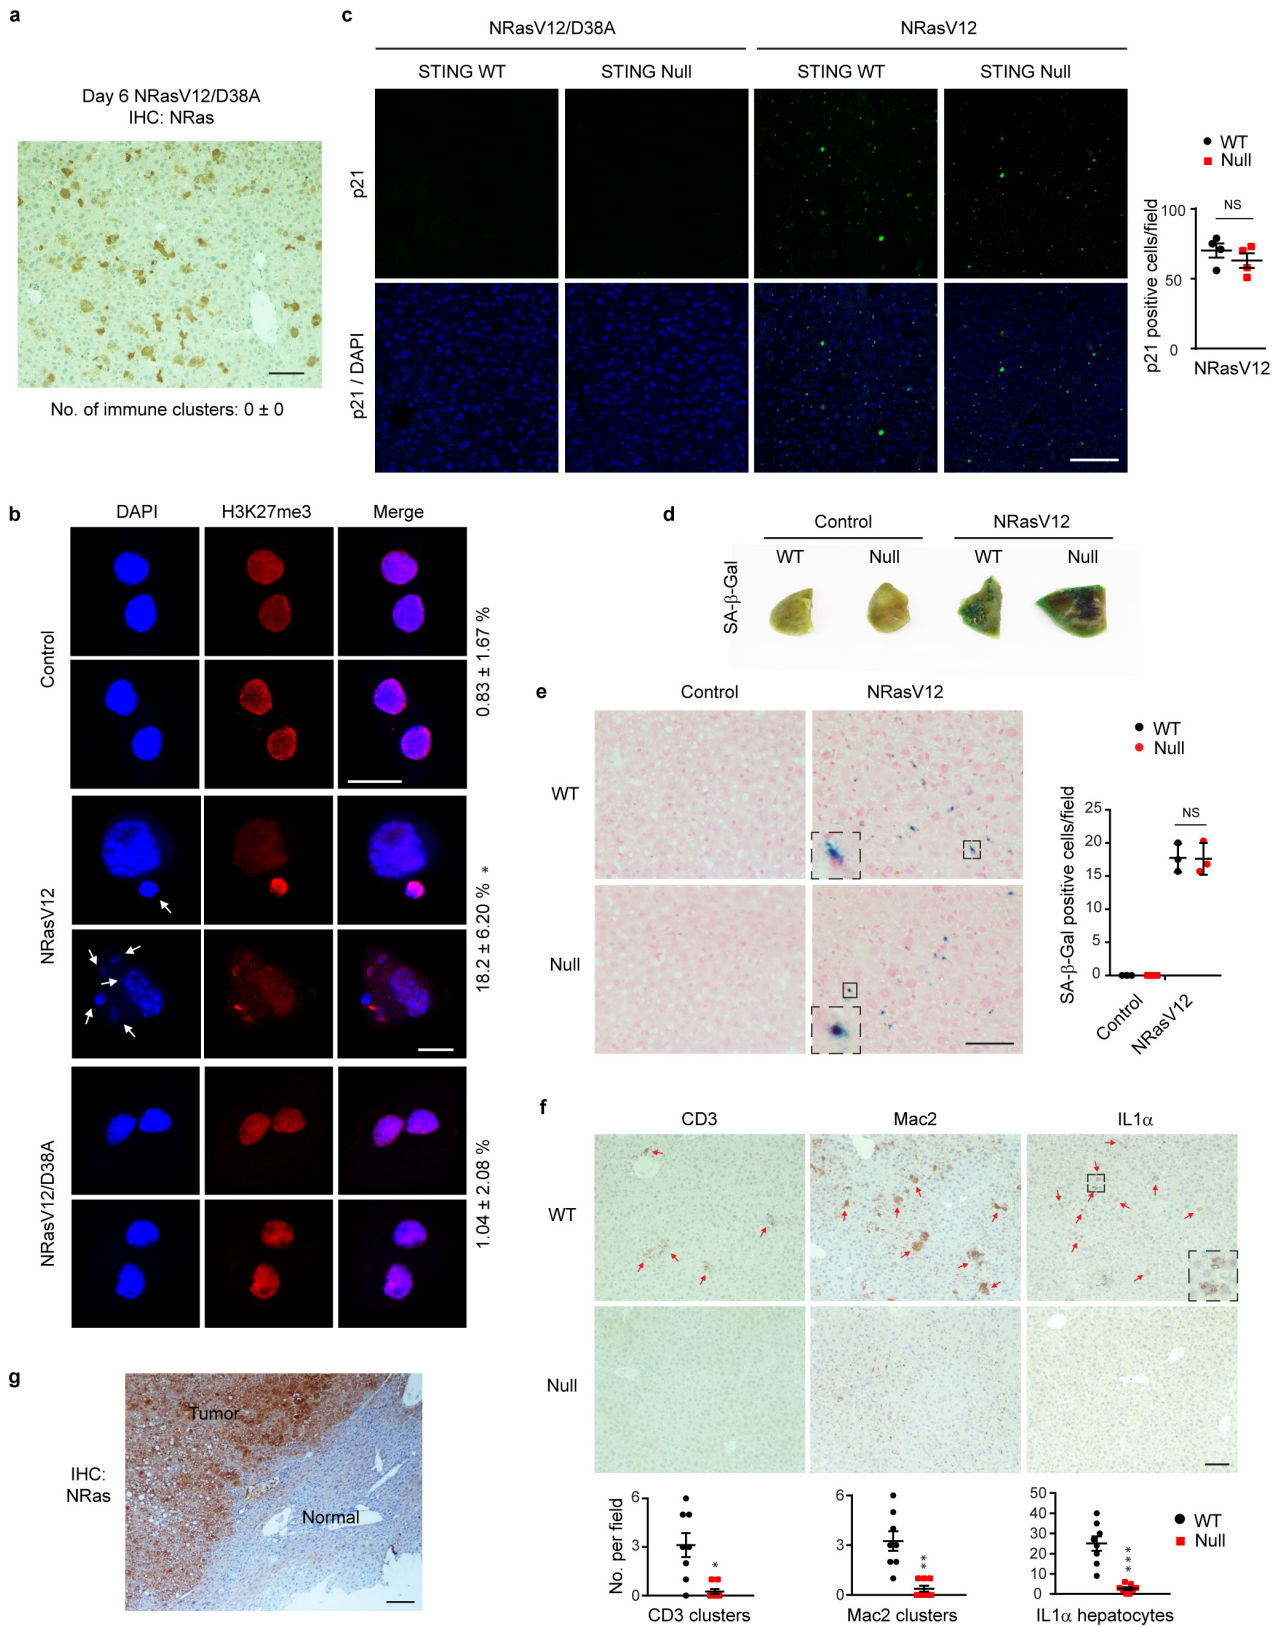 a
Day 6 NRasV12/D38A
IHC: NRas
No. of immune clusters: 0 ± 0
c
NRasV12/D38A
NRasV12
STING WT
STING Null
STING WT
STING Null
p21
p21 / DAPI
WT
Null
p21 positive cells/field
100
50
0
NS
NRasV12
b
DAPI
H3K27me3
Merge
Control
0.83 ± 1.67 %
NRasV12
18.2 ± 6.20 % *
NRasV12/D38A
1.04 ± 2.08 %
d
Control
NRasV12
WT
Null
WT
Null
SA-β-Gal
e
Control
NRasV12
WT
Null
WT
Null
SA-β-Gal positive cells/field
25
20
15
10
5
0
NS
Control
NRasV12
f
CD3
Mac2
IL1α
WT
Null
No. per field
6
3
0
*
CD3 clusters
6
3
0
**
Mac2 clusters
50
40
30
20
10
0
***
IL1α hepatocytes
WT
Null
g
IHC:
NRas
Tumor
Normal